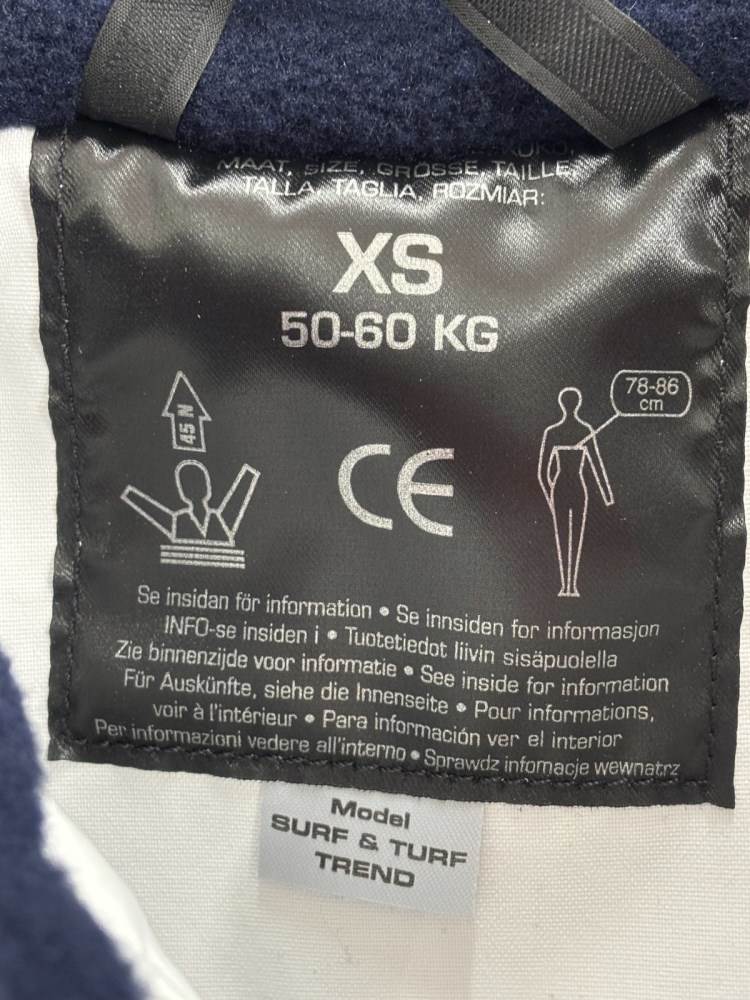 MAAT, SIZE, GRÖSSE, TAILLE,
TALLA, TAGLIA, ROZMIAR:
XS
50-60 KG
45 N
78-86
cm
CE
Se insidan för information • Se innsiden for informasjon
INFO-se insiden i • Tuotetiedot liivin sisäpuolella
Zie binnenzijde voor informatie • See inside for information
Für Auskünfte, siehe die Innenseite • Pour informations,
voir à l'intérieur • Para información ver el interior
Per informazioni vedere all'interno • Sprawdz infomacje wewnatrz
Model
SURF & TURF
TREND